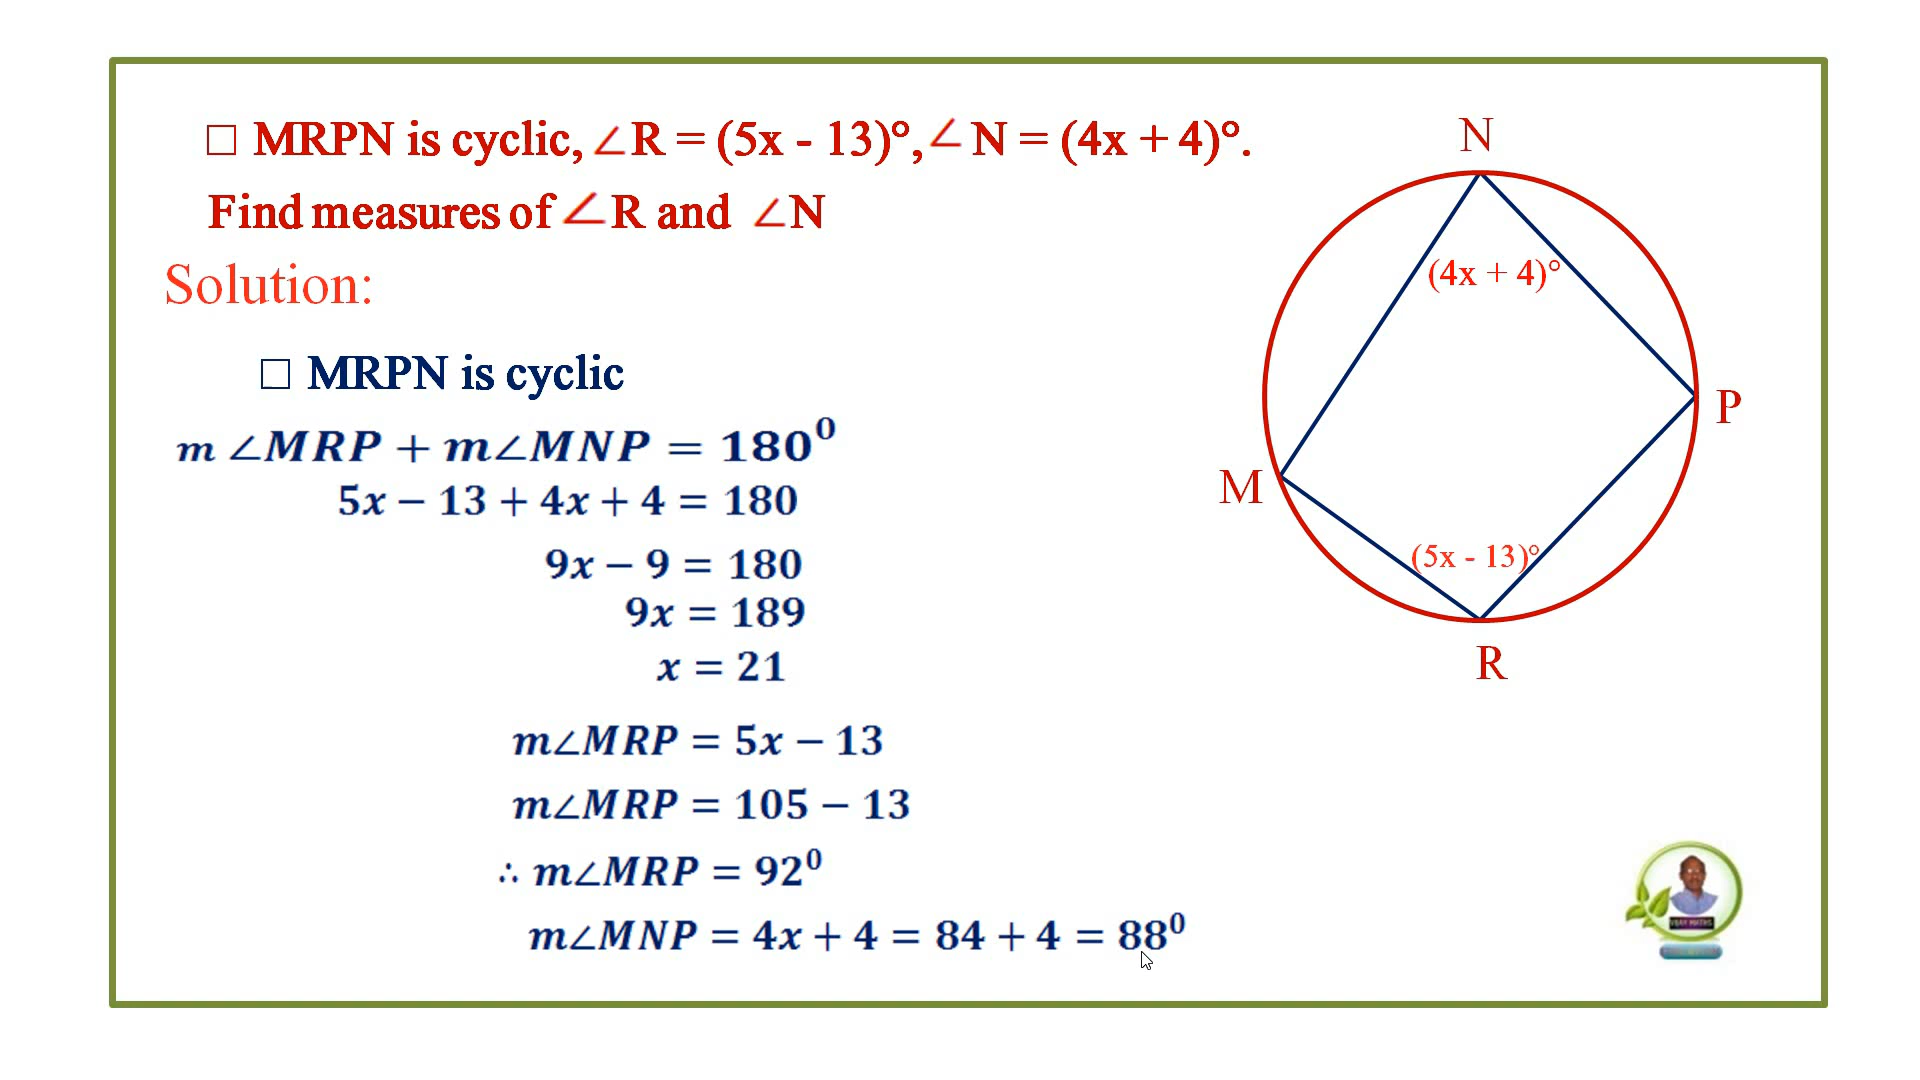 □ MRPN is cyclic, ∠R = (5x - 13)°, ∠ N = (4x + 4)°.
Find measures of ∠R and ∠N
Solution:
□ MRPN is cyclic
m ∠MRP + m∠MNP = 180⁰
5x − 13 + 4x + 4 = 180
9x − 9 = 180
9x = 189
x = 21
m∠MRP = 5x − 13
m∠MRP = 105 − 13
∴ m∠MRP = 92⁰
m∠MNP = 4x + 4 = 84 + 4 = 88⁰
N
(4x + 4)°
P
M
(5x - 13)°
R